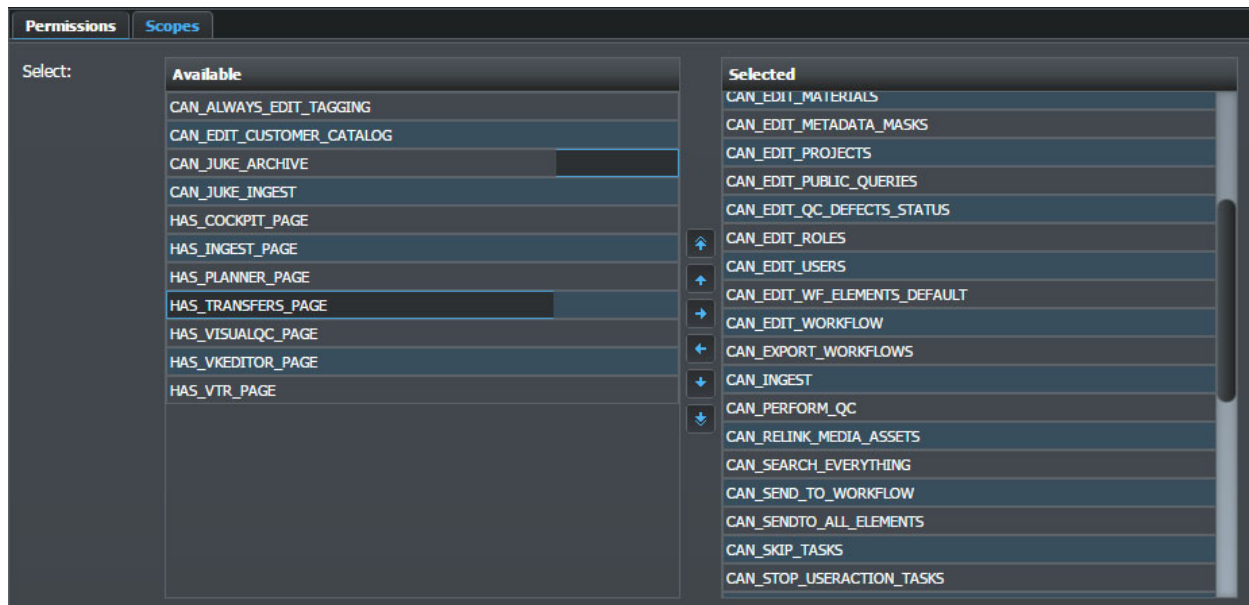 Permissions Scopes
Select:
Available
CAN_ALWAYS_EDIT_TAGGING
CAN_EDIT_CUSTOMER_CATALOG
CAN_JUKE_ARCHIVE
CAN_JUKE_INGEST
HAS_COCKPIT_PAGE
HAS_INGEST_PAGE
HAS_PLANNER_PAGE
HAS_TRANSFERS_PAGE
HAS_VISUALQC_PAGE
HAS_VKEDITOR_PAGE
HAS_VTR_PAGE
Selected
CAN_EDIT_MATERIALS
CAN_EDIT_METADATA_MASKS
CAN_EDIT_PROJECTS
CAN_EDIT_PUBLIC_QUERIES
CAN_EDIT_QC_DEFECTS_STATUS
CAN_EDIT_ROLES
CAN_EDIT_USERS
CAN_EDIT_WF_ELEMENTS_DEFAULT
CAN_EDIT_WORKFLOW
CAN_EXPORT_WORKFLOWS
CAN_INGEST
CAN_PERFORM_QC
CAN_RELINK_MEDIA_ASSETS
CAN_SEARCH_EVERYTHING
CAN_SEND_TO_WORKFLOW
CAN_SENDTO_ALL_ELEMENTS
CAN_SKIP_TASKS
CAN_STOP_USERACTION_TASKS